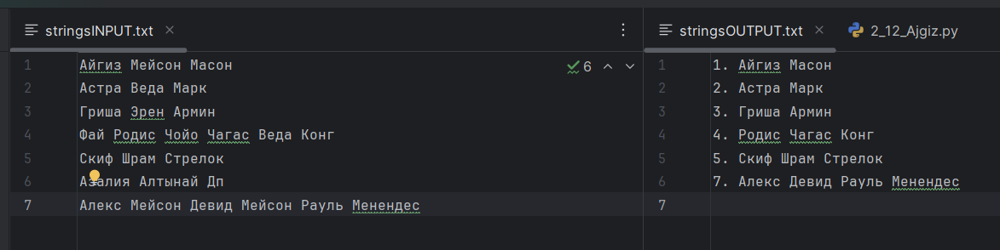 stringsINPUT.txt
1 Айгиз Мейсон Масон
2 Астра Веда Марк
3 Гриша Эрен Армин
4 Фай Родис Чойо Чагас Веда Конг
5 Скиф Шрам Стрелок
6 Азалия Алтынай Дп
7 Алекс Мейсон Девид Мейсон Рауль Менендес
6
stringsOUTPUT.txt
2_12_Ajgiz.py
1 1. Айгиз Масон
2 2. Астра Марк
3 3. Гриша Армин
4 4. Родис Чагас Конг
5 5. Скиф Шрам Стрелок
6 7. Алекс Девид Рауль Менендес
7